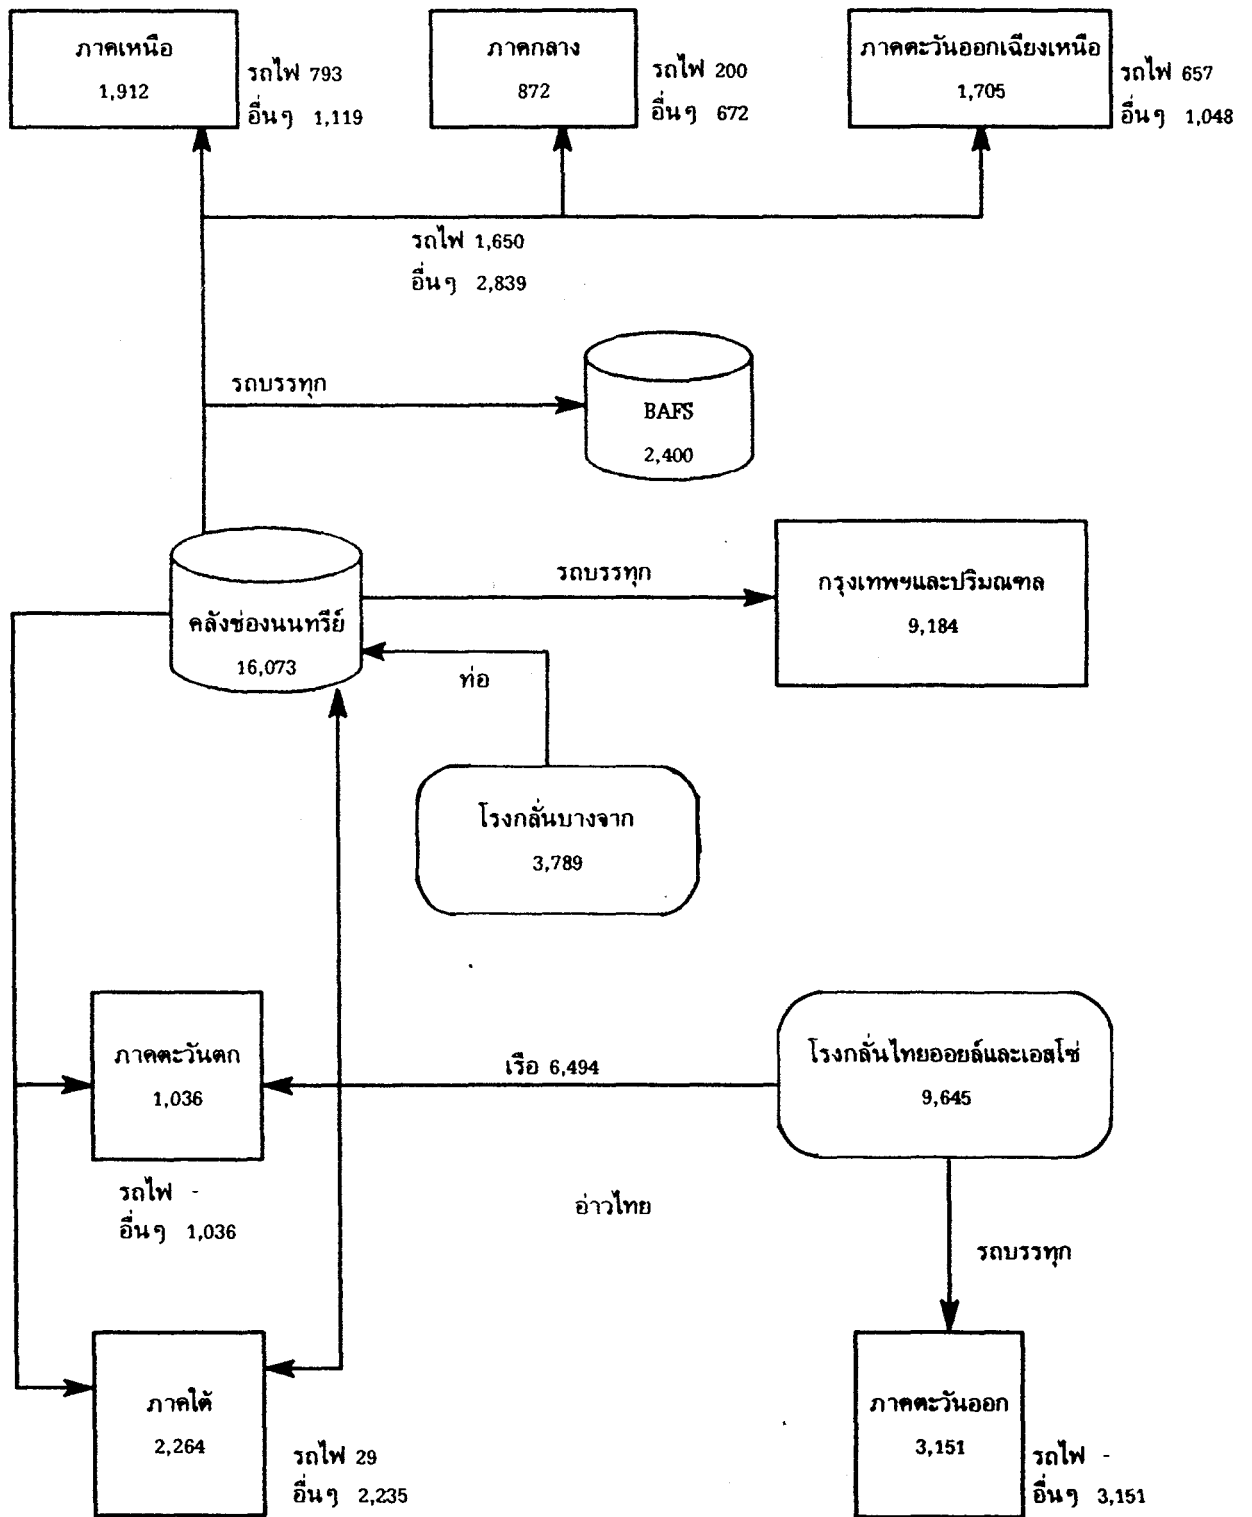 ภาคเหนือ
1,912
รถไฟ 793
อื่นๆ 1,119
ภาคกลาง
872
รถไฟ 200
อื่นๆ 672
ภาคตะวันออกเฉียงเหนือ
1,705
รถไฟ 657
อื่นๆ 1,048
รถไฟ 1,650
อื่นๆ 2,839
รถบรรทุก
BAFS
2,400
คลังช่องนนทรีย์
16,073
รถบรรทุก
กรุงเทพฯและปริมณฑล
9,184
ท่อ
โรงกลั่นบางจาก
3,789
ภาคตะวันตก
1,036
รถไฟ -
อื่นๆ 1,036
เรือ 6,494
โรงกลั่นไทยออยล์และเอสโซ่
9,645
อ่าวไทย
รถบรรทุก
ภาคใต้
2,264
รถไฟ 29
อื่นๆ 2,235
ภาคตะวันออก
3,151
รถไฟ -
อื่นๆ 3,151